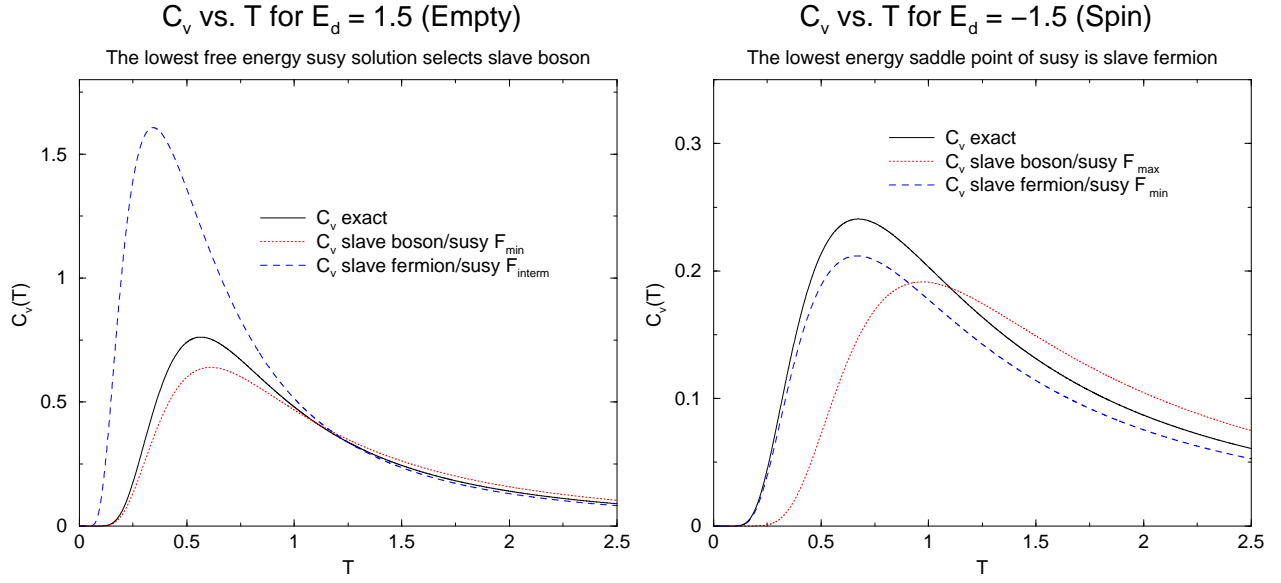 C_v vs. T for E_d = 1.5 (Empty)
The lowest free energy susy solution selects slave boson
C_v(T)
1.5
1
0.5
0
C_v exact
C_v slave boson/susy F_min
C_v slave fermion/susy F_interm
0 0.5 1 1.5 2 2.5
T
C_v vs. T for E_d = −1.5 (Spin)
The lowest energy saddle point of susy is slave fermion
C_v(T)
0.3
0.2
0.1
0
C_v exact
C_v slave boson/susy F_max
C_v slave fermion/susy F_min
0 0.5 1 1.5 2 2.5
T